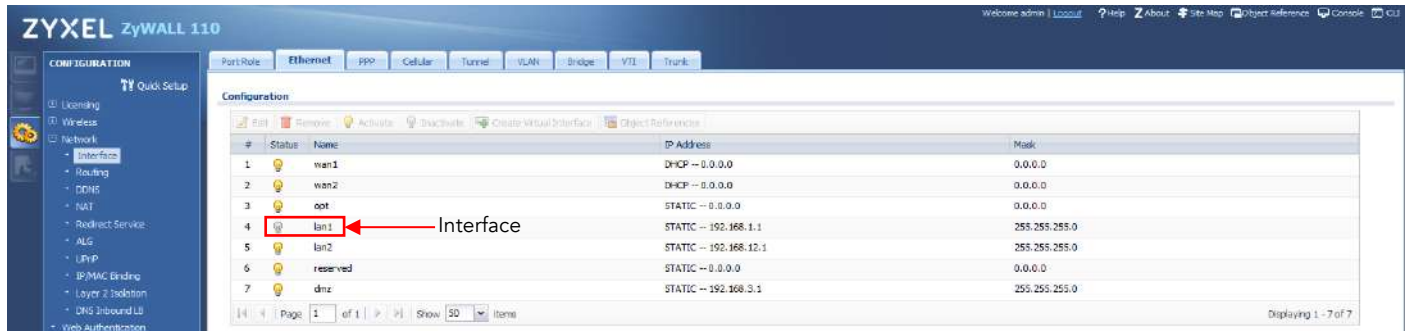 Welcome admin | Logout ?Help Z About Site Map Object Reference Console CLI
ZYXEL ZyWALL 110
CONFIGURATION
Port Role Ethernet PPP Cellular Tunnel VLAN Bridge VTI Trunk
Quick Setup
Configuration
Licensing
Wireless
Edit Remove Activate Inactivate Create Virtual Interface Object References
Network
# Status Name IP Address Mask
Interface
1 wan1 DHCP -- 0.0.0.0 0.0.0.0
Routing
2 wan2 DHCP -- 0.0.0.0 0.0.0.0
DDNS
3 opt STATIC -- 0.0.0.0 0.0.0.0
NAT
Redirect Service
4 lan1 Interface STATIC -- 192.168.1.1 255.255.255.0
ALG
5 lan2 STATIC -- 192.168.12.1 255.255.255.0
UPnP
6 reserved STATIC -- 0.0.0.0 0.0.0.0
IP/MAC Binding
7 dmz STATIC -- 192.168.3.1 255.255.255.0
Layer 2 Isolation
DNS Inbound LB
Page 1 of 1 Show 50 items Displaying 1 - 7 of 7
Web Authentication